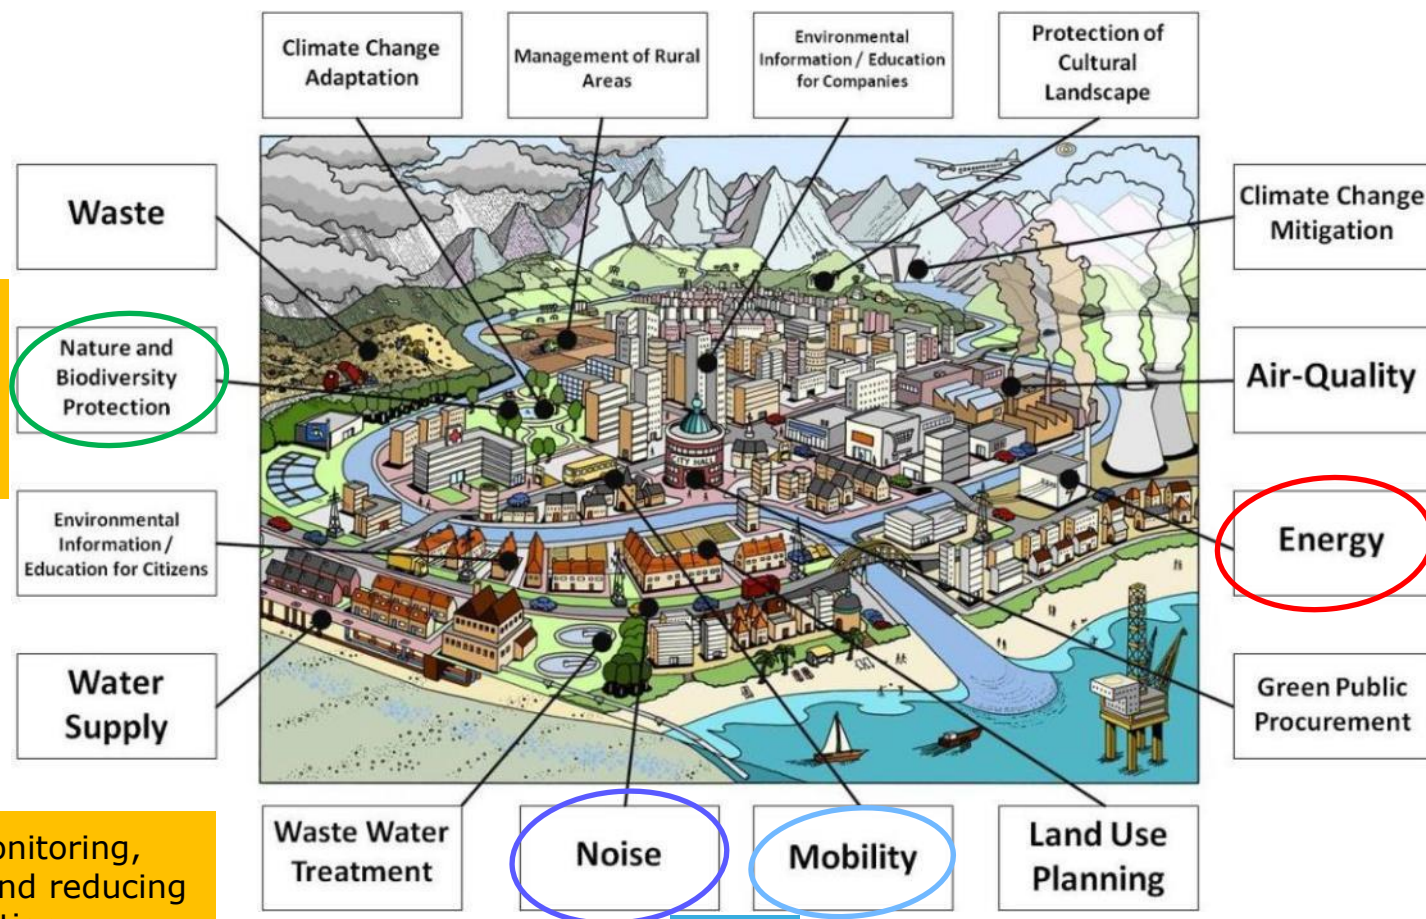 Climate Change
Adaptation
Management of Rural
Areas
Environmental
Information / Education
for Companies
Protection of
Cultural
Landscape
Waste
Climate Change
Mitigation
Nature and
Biodiversity
Protection
Air-Quality
CITY HALL
Environmental
Information /
Education for Citizens
Energy
Water
Supply
Green Public
Procurement
Waste Water
Treatment
Noise
Mobility
Land Use
Planning
onitoring,
nd reducing